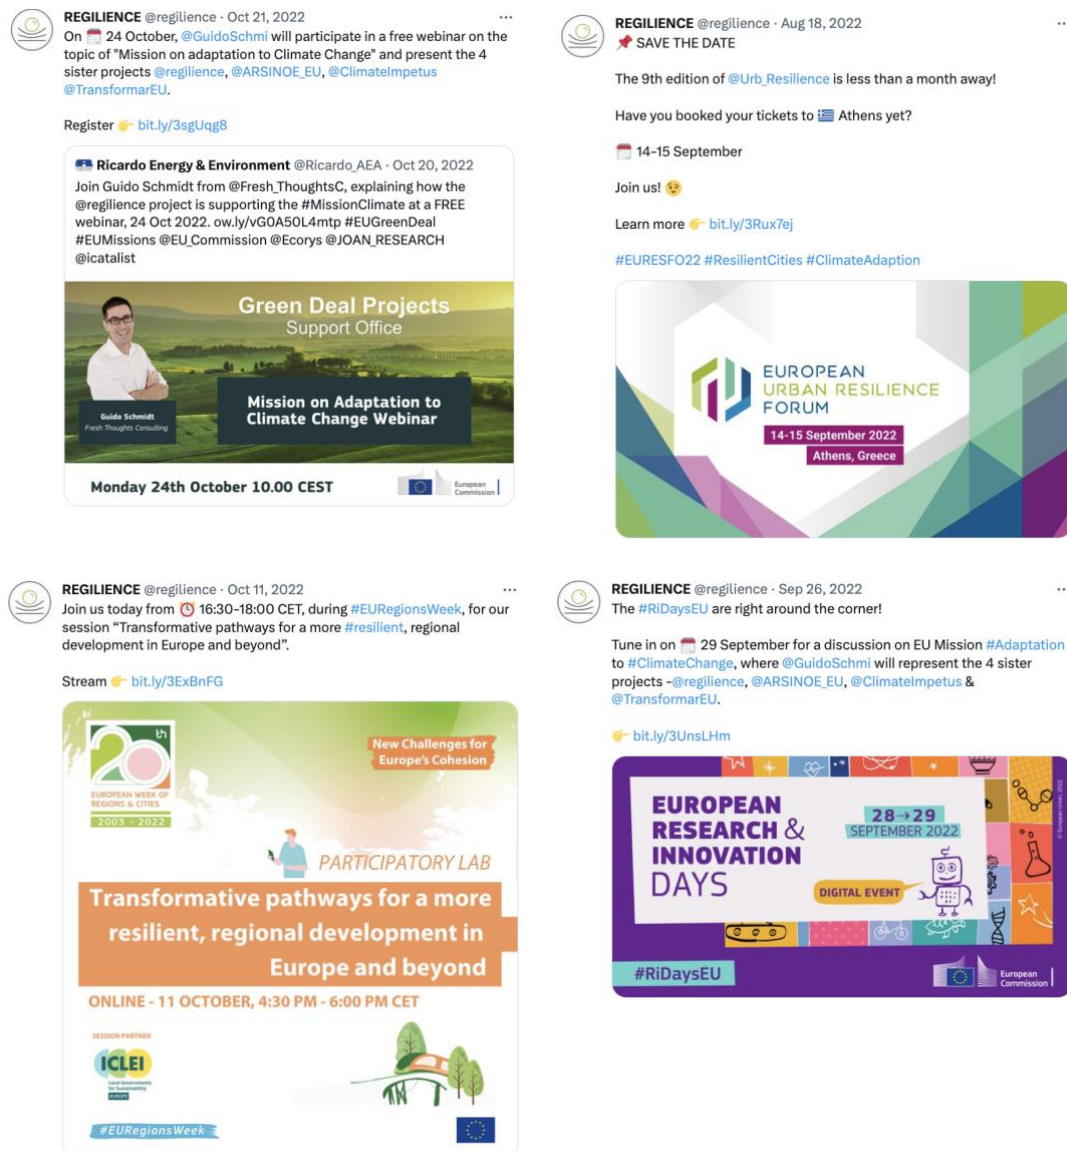 REGILIENCE @regilience · Oct 21, 2022
On 🗓️ 24 October, @GuidoSchmi will participate in a free webinar on the
topic of "Mission on adaptation to Climate Change" and present the 4
sister projects @regilience, @ARSINOE_EU, @ClimateImpetus
@TransformarEU.
Register 👉 bit.ly/3sgUqg8
Ricardo Energy & Environment @Ricardo_AEA · Oct 20, 2022
Join Guido Schmidt from @Fresh_ThoughtsC, explaining how the
@regilience project is supporting the #MissionClimate at a FREE
webinar, 24 Oct 2022. ow.ly/vG0A50L4mtp #EUGreenDeal
#EUMissions @EU_Commission @Ecorys @JOAN_RESEARCH
@icatalist
Green Deal Projects
Support Office
Mission on Adaptation to
Climate Change Webinar
Guido Schmidt
Fresh Thoughts Consulting
Monday 24th October 10.00 CEST
European
Commission
REGILIENCE @regilience · Aug 18, 2022
📌 SAVE THE DATE
The 9th edition of @Urb_Resilience is less than a month away!
Have you booked your tickets to 🇬🇷 Athens yet?
🗓️ 14-15 September
Join us! 😉
Learn more 👉 bit.ly/3Rux7ej
#EURESFO22 #ResilientCities #ClimateAdaption
EUROPEAN
URBAN RESILIENCE
FORUM
14-15 September 2022
Athens, Greece
REGILIENCE @regilience · Oct 11, 2022
Join us today from ⏰ 16:30-18:00 CET, during #EURegionsWeek, for our
session “Transformative pathways for a more #resilient, regional
development in Europe and beyond”.
Stream 👉 bit.ly/3ExBnFG
20th
EUROPEAN WEEK OF
REGIONS & CITIES
2003 - 2022
New Challenges for
Europe's Cohesion
PARTICIPATORY LAB
Transformative pathways for a more
resilient, regional development in
Europe and beyond
ONLINE - 11 OCTOBER, 4:30 PM - 6:00 PM CET
SESSION PARTNER
ICLEI
Local Governments
for Sustainability
EUROPE
#EURegionsWeek
REGILIENCE @regilience · Sep 26, 2022
The #RiDaysEU are right around the corner!
Tune in on 🗓️ 29 September for a discussion on EU Mission #Adaptation
to #ClimateChange, where @GuidoSchmi will represent the 4 sister
projects -@regilience, @ARSINOE_EU, @ClimateImpetus &
@TransformarEU.
👉 bit.ly/3UnsLHm
EUROPEAN
RESEARCH &
INNOVATION
DAYS
28→29
SEPTEMBER 2022
DIGITAL EVENT
© European Union, 2022
#RiDaysEU
European
Commission